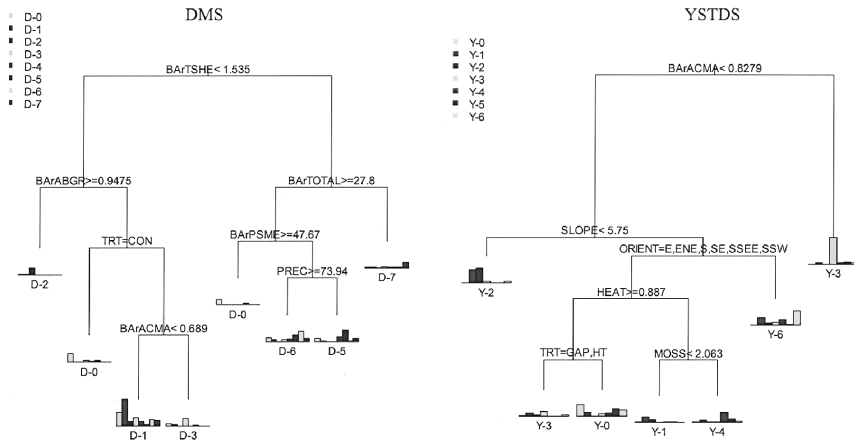 DMS
D-0
D-1
D-2
D-3
D-4
D-5
D-6
D-7
BArTSHE< 1.535
BArABGR>=0.9475
BArTOTAL>=27.8
TRT=CON
BArPSME>=47.67
PREC>=73.94
D-2
D-7
D-0
BArACMA< 0.689
D-6
D-5
D-0
D-1
D-3
YSTDS
Y-0
Y-1
Y-2
Y-3
Y-4
Y-5
Y-6
BArACMA< 0.8279
SLOPE< 5.75
ORIENT=E,ENE,S,SE,SSEE,SSW
Y-3
Y-2
HEAT>=0.887
Y-6
TRT=GAP,HT
MOSS<2.063
Y-3
Y-0
Y-1
Y-4